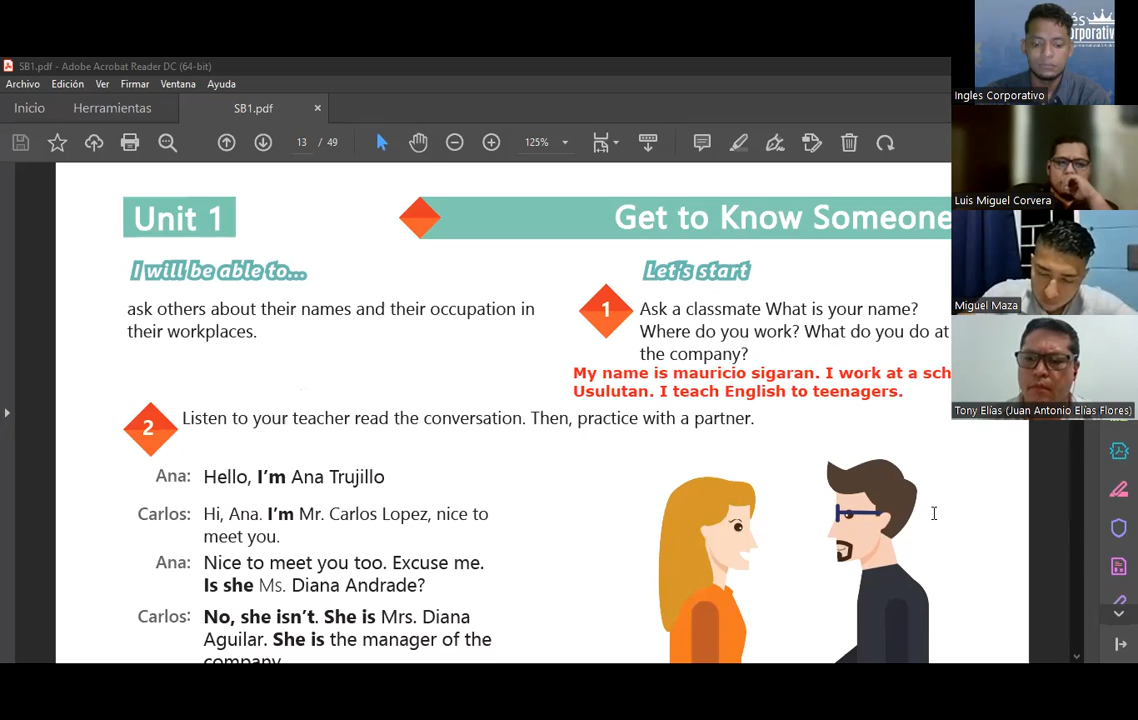 SB1.pdf - Adobe Acrobat Reader DC (64-bit)
Archivo Edición Ver Firmar Ventana Ayuda
Inicio Herramientas SB1.pdf ×
13 / 49 125%
Unit 1
Get to Know Someone
I will be able to...
ask others about their names and their occupation in
their workplaces.
Let's start
1
Ask a classmate What is your name?
Where do you work? What do you do at
the company?
My name is mauricio sigaran. I work at a sch
Usulutan. I teach English to teenagers.
2
Listen to your teacher read the conversation. Then, practice with a partner.
Ana: Hello, I'm Ana Trujillo
Carlos: Hi, Ana. I'm Mr. Carlos Lopez, nice to
meet you.
Ana: Nice to meet you too. Excuse me.
Is she Ms. Diana Andrade?
Carlos: No, she isn't. She is Mrs. Diana
Aguilar. She is the manager of the
company
és
orporativ
Ingles Corporativo
Luis Miguel Corvera
Miguel Maza
Tony Elías (Juan Antonio Elías Flores)